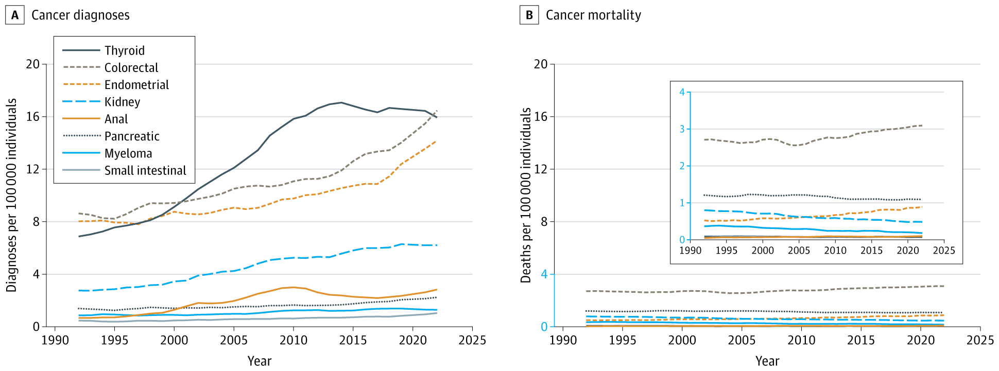 A Cancer diagnoses
Thyroid
Colorectal
Endometrial
Kidney
Anal
Pancreatic
Myeloma
Small intestinal
Diagnoses per 100 000 individuals
20
16
12
8
4
0
1990 1995 2000 2005 2010 2015 2020 2025
Year
B Cancer mortality
Deaths per 100 000 individuals
20
16
12
8
4
0
4
3
2
1
0
1990 1995 2000 2005 2010 2015 2020 2025
1990 1995 2000 2005 2010 2015 2020 2025
Year